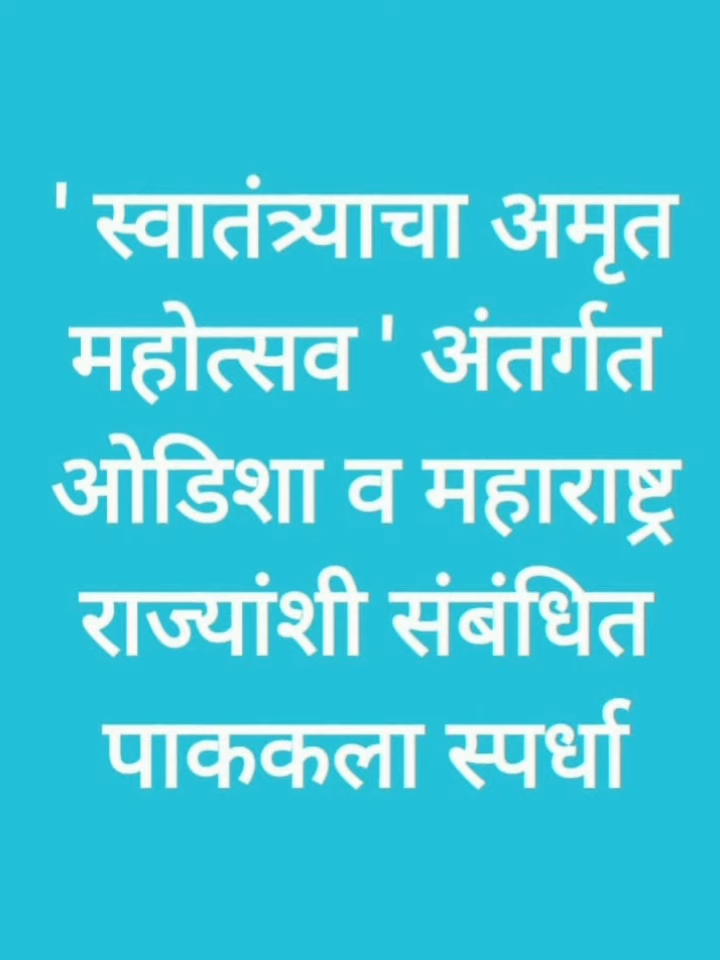 ' स्वातंत्र्याचा अमृत
महोत्सव ' अंतर्गत
ओडिशा व महाराष्ट्र
राज्यांशी संबंधित
पाककला स्पर्धा